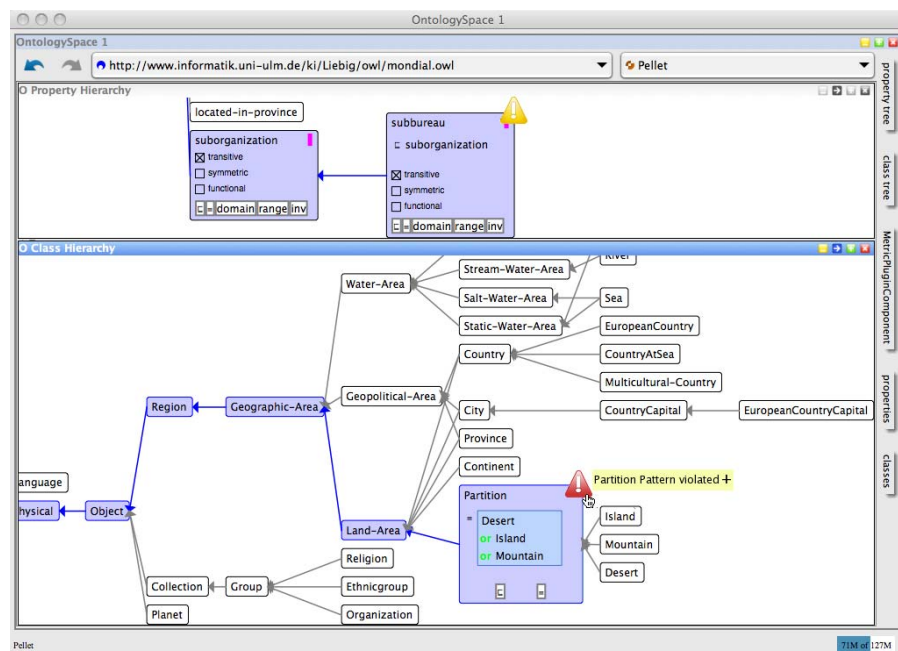 OntologySpace 1
OntologySpace 1
http://www.informatik.uni-ulm.de/ki/Liebig/owl/mondial.owl
Pellet
O Property Hierarchy
located-in-province
suborganization
transitive
symmetric
functional
⊏ = domain range inv
subbureau
⊏ suborganization
transitive
symmetric
functional
⊏ = domain range inv
O Class Hierarchy
River
Stream-Water-Area
Water-Area
Salt-Water-Area
Sea
Static-Water-Area
EuropeanCountry
Country
CountryAtSea
Multicultural-Country
Geopolitical-Area
Region
Geographic-Area
City
CountryCapital
EuropeanCountryCapital
Province
Continent
anguage
Partition Pattern violated +
Partition
hysical
Object
= Desert
or Island
or Mountain
⊏ =
Island
Mountain
Desert
Land-Area
Religion
Collection
Group
Ethnicgroup
Planet
Organization
property tree
class tree
MetricPluginComponent
properties
classes
Pellet
71M of 127M